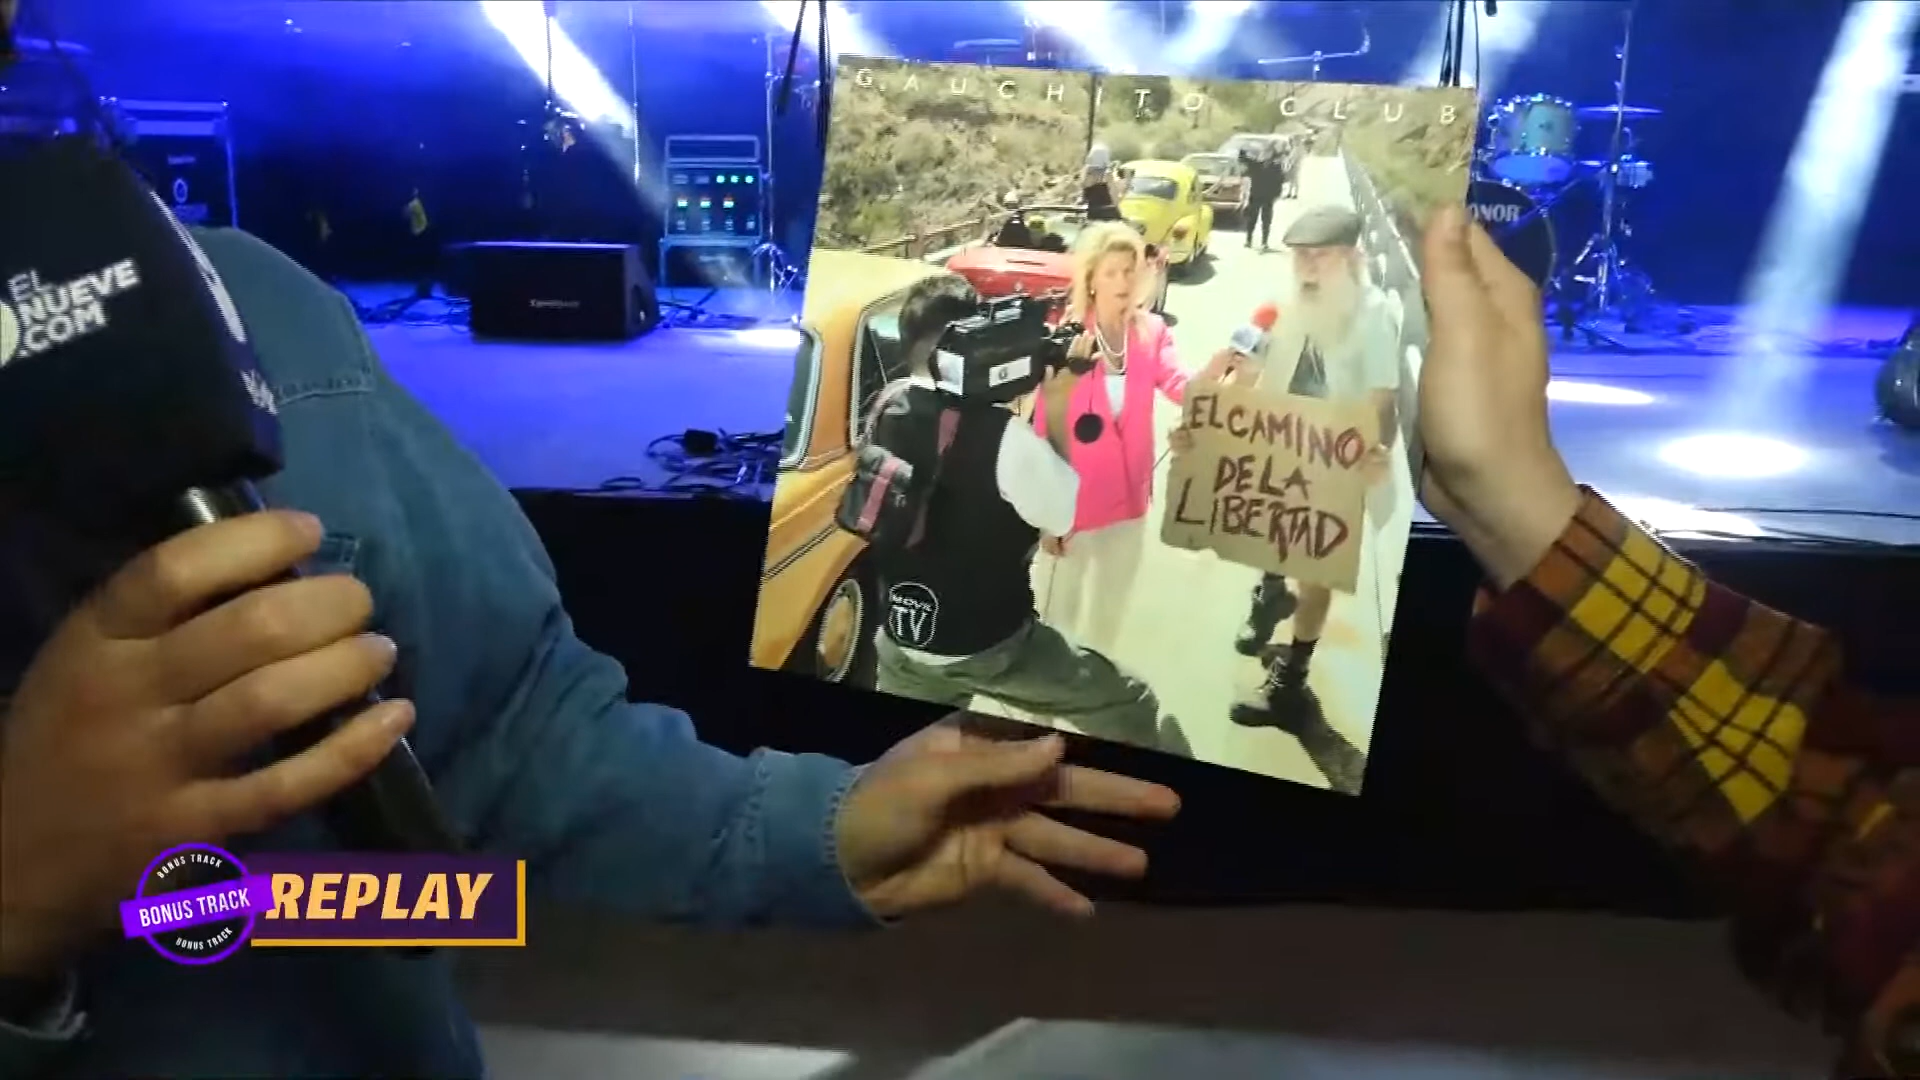 GAUCHITO CLUB
EL
NUEVE
.COM
ONOR
EL CAMINO
DE LA
LIBERTAD
MOVIL
TV
BONUS TRACK
BONUS TRACK
BONUS TRACK
REPLAY